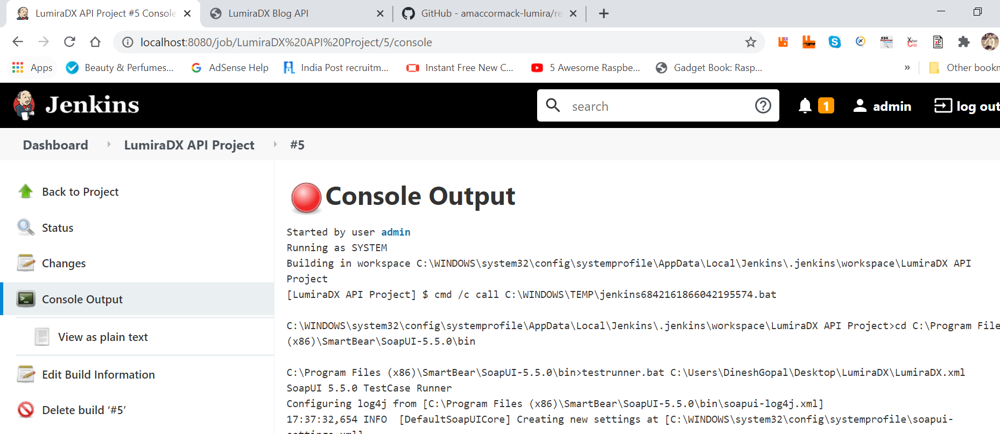 LumiraDX API Project #5 Console
LumiraDX Blog API
GitHub - amaccormack-lumira/re
localhost:8080/job/LumiraDX%20API%20Project/5/console
Apps
Beauty & Perfumes...
AdSense Help
India Post recruitm...
Instant Free New C...
5 Awesome Raspbe...
Gadget Book: Rasp...
»
Other bookm
Jenkins
search
1
admin
log out
Dashboard
LumiraDX API Project
#5
Back to Project
Status
Changes
Console Output
View as plain text
Edit Build Information
Delete build ‘#5’
Console Output
Started by user admin
Running as SYSTEM
Building in workspace C:\WINDOWS\system32\config\systemprofile\AppData\Local\Jenkins\.jenkins\workspace\LumiraDX API
Project
[LumiraDX API Project] $ cmd /c call C:\WINDOWS\TEMP\jenkins6842161866042195574.bat
C:\WINDOWS\system32\config\systemprofile\AppData\Local\Jenkins\.jenkins\workspace\LumiraDX API Project>cd C:\Program File
(x86)\SmartBear\SoapUI-5.5.0\bin
C:\Program Files (x86)\SmartBear\SoapUI-5.5.0\bin>testrunner.bat C:\Users\DineshGopal\Desktop\LumiraDX\LumiraDX.xml
SoapUI 5.5.0 TestCase Runner
Configuring log4j from [C:\Program Files (x86)\SmartBear\SoapUI-5.5.0\bin\soapui-log4j.xml]
17:37:32,654 INFO  [DefaultSoapUICore] Creating new settings at [C:\WINDOWS\system32\config\systemprofile\soapui-
settings.xml]